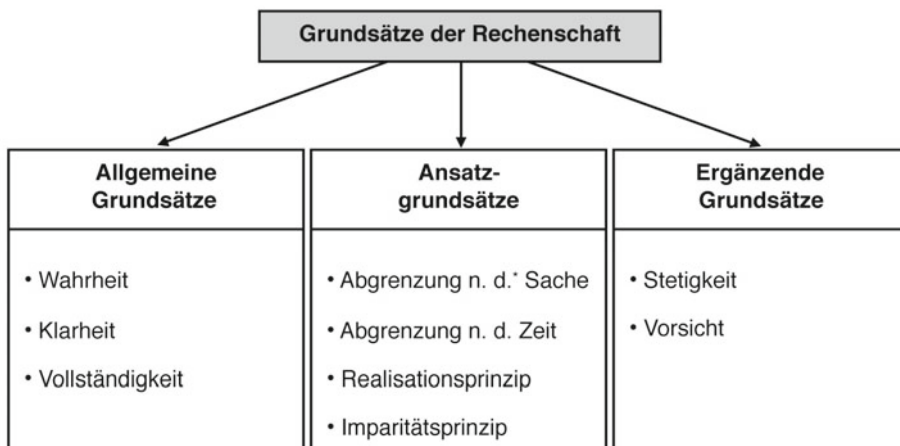 Grundsätze der Rechenschaft
Allgemeine
Grundsätze
• Wahrheit
• Klarheit
• Vollständigkeit
Ansatz-
grundsätze
• Abgrenzung n. d.* Sache
• Abgrenzung n. d. Zeit
• Realisationsprinzip
• Imparitätsprinzip
Ergänzende
Grundsätze
• Stetigkeit
• Vorsicht